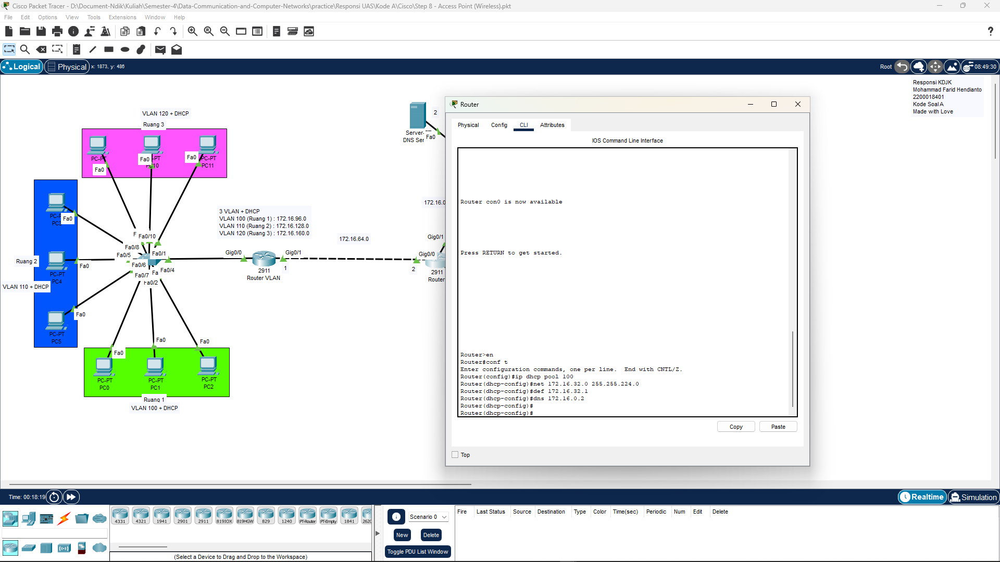 Cisco Packet Tracer - D:\Document-Ndik\Kuliah\Semester-4\Data-Communication-and-Computer-Networks\practice\Responsi UAS\Kode A\Cisco\Step 8 - Access Point (Wireless).pkt
File Edit Options View Tools Extensions Window Help
Logical Physical x: 1873, y: 486
Root 08:49:30
Responsi KDJK
Mohammad Farid Hendianto
2200018401
Kode Soal A
Made with Love
VLAN 120 + DHCP
Ruang 3
Fa0
Fa0
PC10
Fa0
PC-PT
PC11
Fa0
Ruang 2
PC-PT
PC4
Fa0
VLAN 110 + DHCP
Fa0
PC-PT
PC5
Fa0/10
Fa0/8
Fa0/5
Fa0/1
Fa0/6
Fa0/4
Fa0/7
Fa0/2
Fa0
Fa0
Fa0
PC-PT
PC0
PC-PT
PC1
PC-PT
PC2
Ruang 1
VLAN 100 + DHCP
3 VLAN + DHCP
VLAN 100 (Ruang 1) : 172.16.96.0
VLAN 110 (Ruang 2) : 172.16.128.0
VLAN 120 (Ruang 3) : 172.16.160.0
Gig0/0
Gig0/1
1
2911
Router VLAN
172.16.64.0
2
Server-
DNS Ser
Fa0
172.16.0
Gig0/1
Gig0/0
2
2911
Router
Router
Physical Config CLI Attributes
IOS Command Line Interface
Router con0 is now available
Press RETURN to get started.
Router>en
Router#conf t
Enter configuration commands, one per line. End with CNTL/Z.
Router(config)#ip dhcp pool 100
Router(dhcp-config)#net 172.16.32.0 255.255.224.0
Router(dhcp-config)#def 172.16.32.1
Router(dhcp-config)#dns 172.16.0.2
Router(dhcp-config)#
Router(dhcp-config)#
Copy Paste
Top
Time: 00:18:19
Realtime Simulation
4331 4321 1941 2901 2911 819IOX 819HGW 829 1240 PT-Router PT-Empty 1841 2620
(Select a Device to Drag and Drop to the Workspace)
Scenario 0
New Delete
Toggle PDU List Window
Fire Last Status Source Destination Type Color Time(sec) Periodic Num Edit Delete